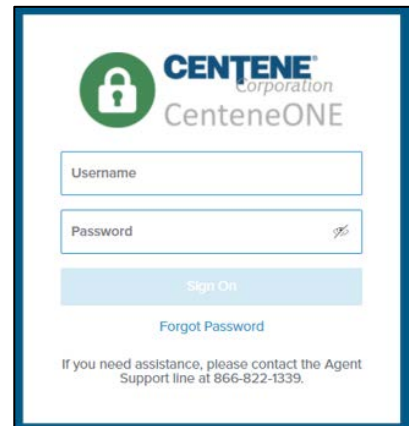 CENTENE®
Corporation
CenteneONE
Username
Password
Sign On
Forgot Password
If you need assistance, please contact the Agent
Support line at 866-822-1339.